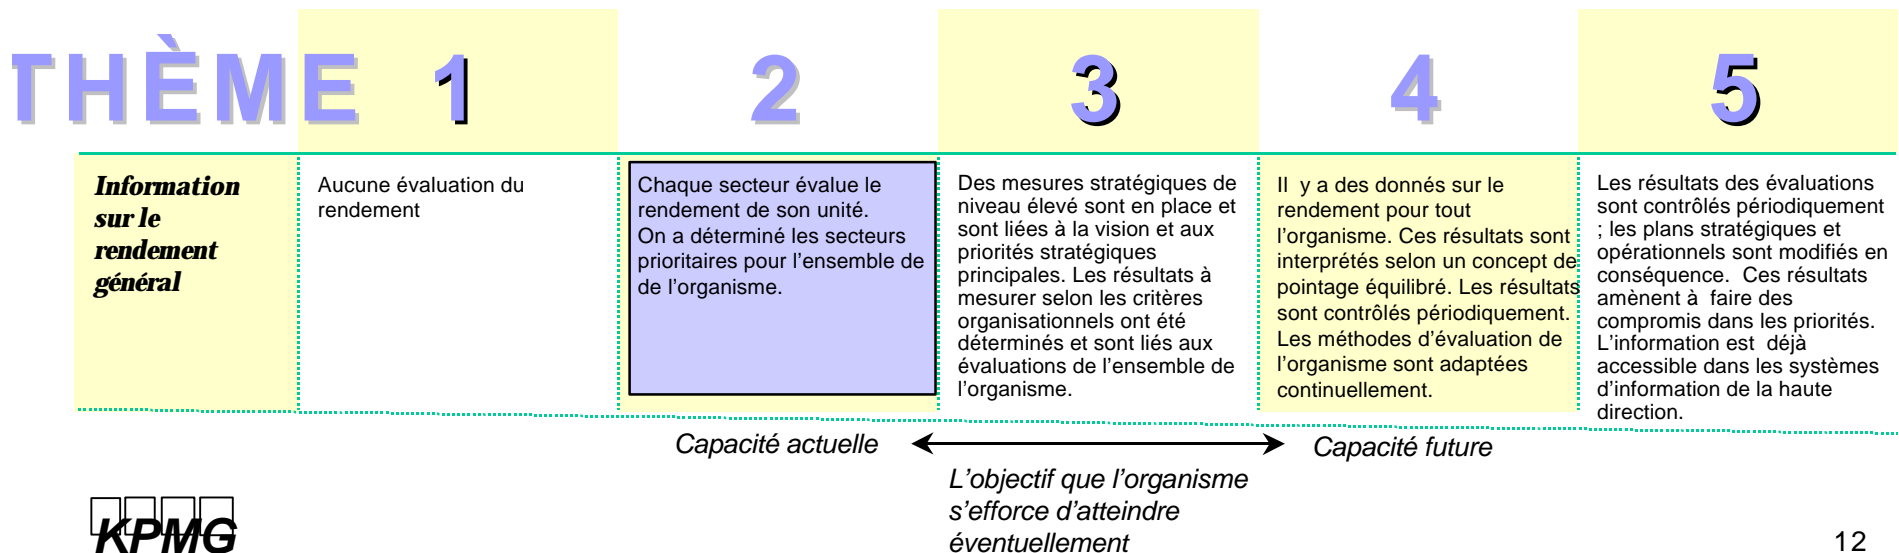 THÈME 1 2 3 4 5
Information
sur le
rendement
général
Aucune évaluation du
rendement
Chaque secteur évalue le
rendement de son unité.
On a déterminé les secteurs
prioritaires pour l’ensemble de
de l’organisme.
Des mesures stratégiques de
niveau élevé sont en place et
sont liées à la vision et aux
priorités stratégiques
principales. Les résultats à
mesurer selon les critères
organisationnels ont été
déterminés et sont liés aux
évaluations de l’ensemble de
l’organisme.
Il y a des donnés sur le
rendement pour tout
l’organisme. Ces résultats sont
interprétés selon un concept de
pointage équilibré. Les résultats
sont contrôlés périodiquement.
Les méthodes d’évaluation de
l’organisme sont adaptées
continuellement.
Les résultats des évaluations
sont contrôlés périodiquement
; les plans stratégiques et
opérationnels sont modifiés en
conséquence. Ces résultats
amènent à faire des
compromis dans les priorités.
L’information est déjà
accessible dans les systèmes
d’information de la haute
direction.
Capacité actuelle
Capacité future
L’objectif que l’organisme
s’efforce d’atteindre
éventuellement
KPMG
12